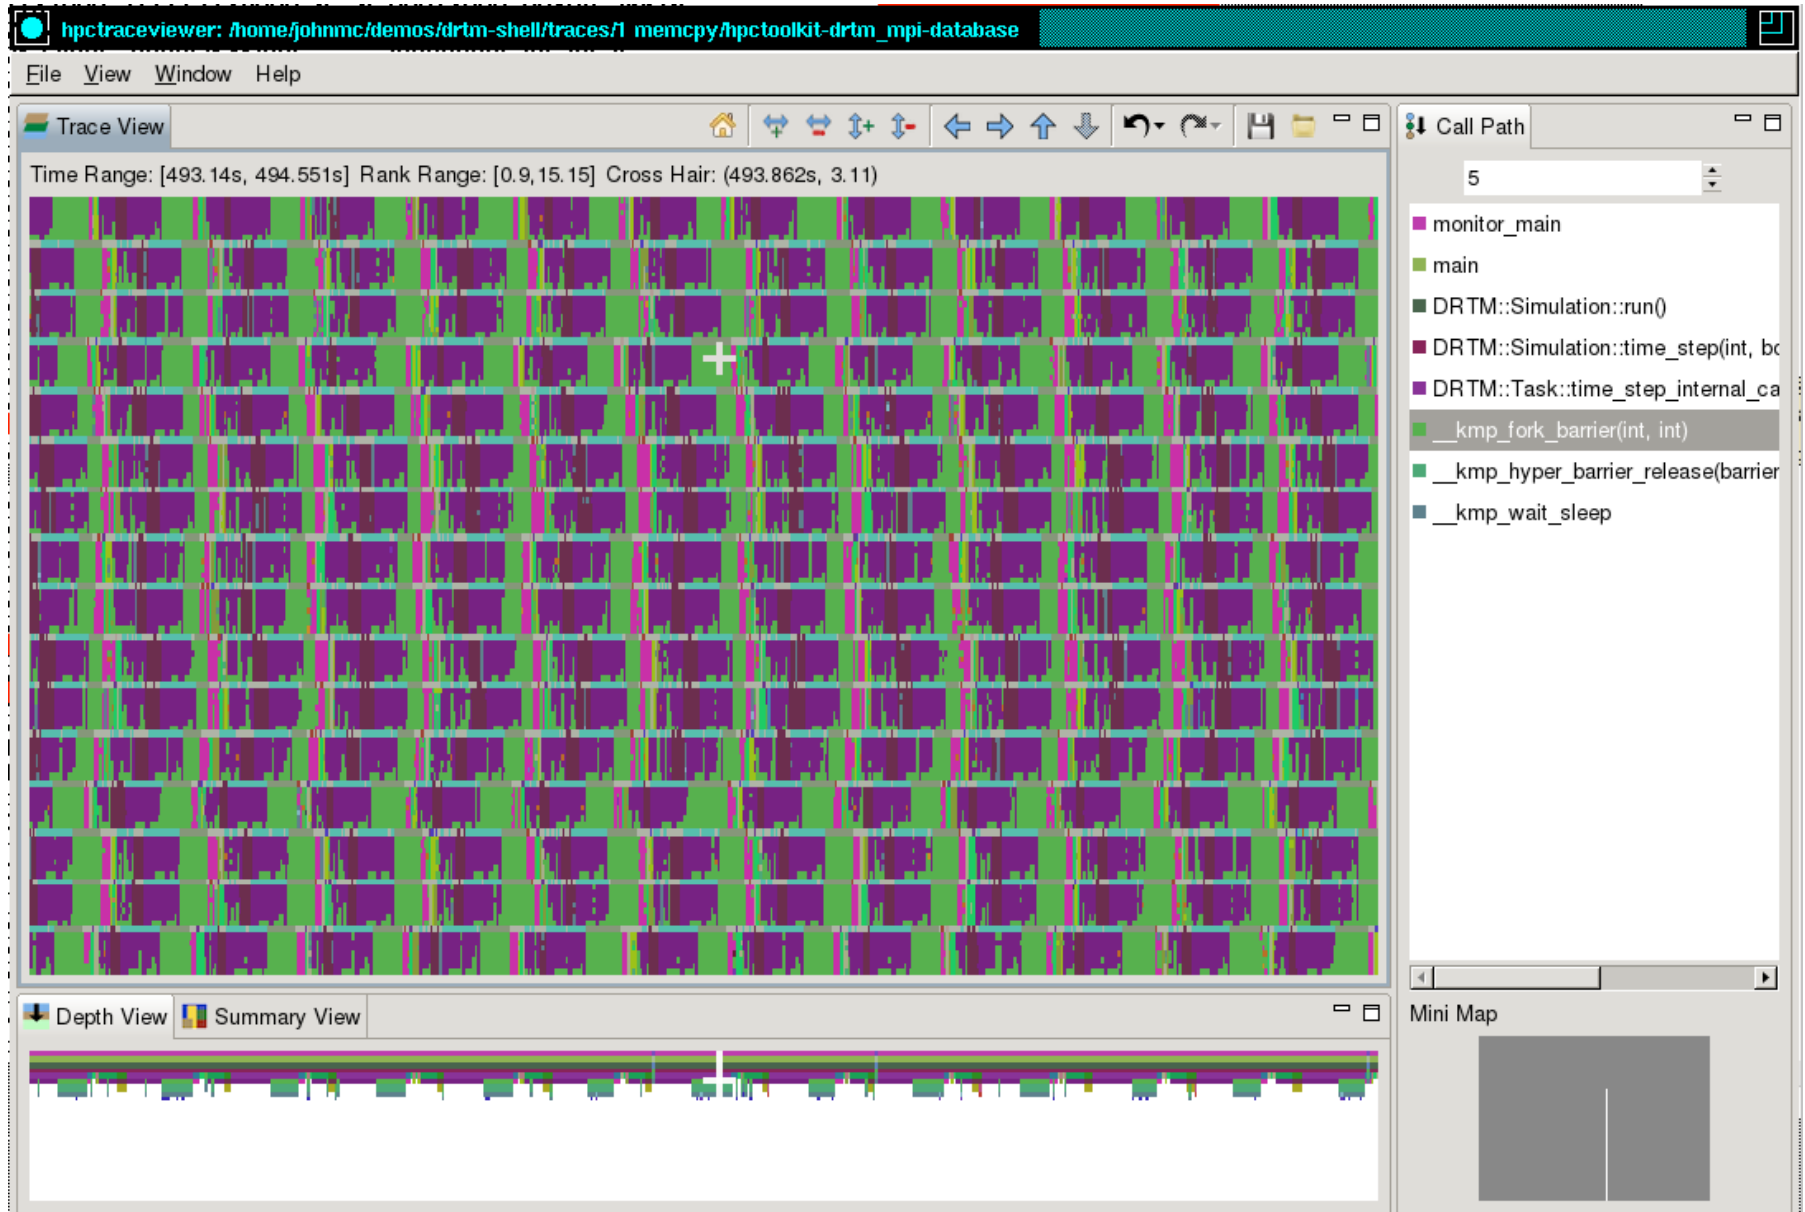 hpctraceviewer: /home/johnmc/demos/drtm-shell/traces/1 memcpy/hpctoolkit-drtm_mpi-database
File View Window Help
Trace View
Time Range: [493.14s, 494.551s] Rank Range: [0.9,15.15] Cross Hair: (493.862s, 3.11)
Call Path
5
monitor_main
main
DRTM::Simulation::run()
DRTM::Simulation::time_step(int, bo
DRTM::Task::time_step_internal_ca
__kmp_fork_barrier(int, int)
__kmp_hyper_barrier_release(barrier
__kmp_wait_sleep
Depth View Summary View
Mini Map